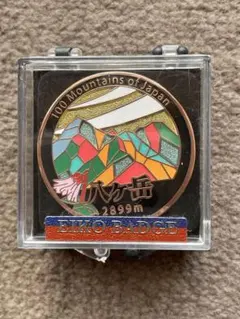 100 Mountains of Japan
八ヶ岳
2899m
EIKO BADGE